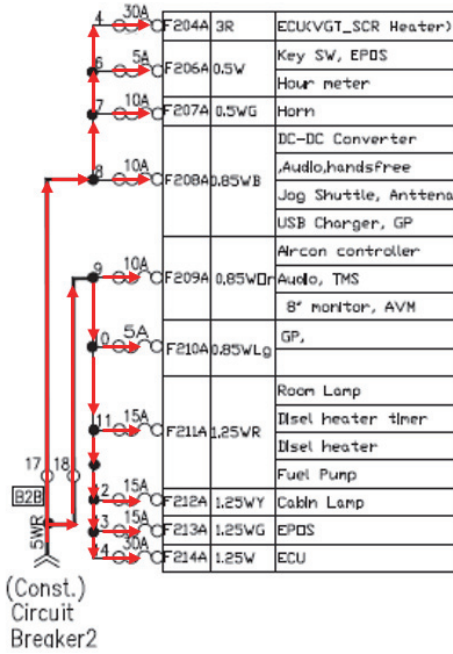 4 30A F204A 3R ECU(VGT_SCR Heater)
6 5A F206A 0.5W Key SW, EPOS
Hour meter
7 10A F207A 0.5WG Horn
DC-DC Converter
8 10A F208A 0.85WB ,Audio,handsfree
Jog Shuttle, Anttena
USB Charger, GP
Aircon controller
9 10A F209A 0.85WOr Audio, TMS
8" monitor, AVM
10 5A F210A 0.85WLg GP,
Room Lamp
11 15A F211A 1.25WR Disel heater timer
Disel heater
Fuel Pump
17 18
B2B
2 15A F212A 1.25WY Cabin Lamp
3 15A F213A 1.25WG EPOS
4 30A F214A 1.25W ECU
5WR
(Const.)
Circuit
Breaker2